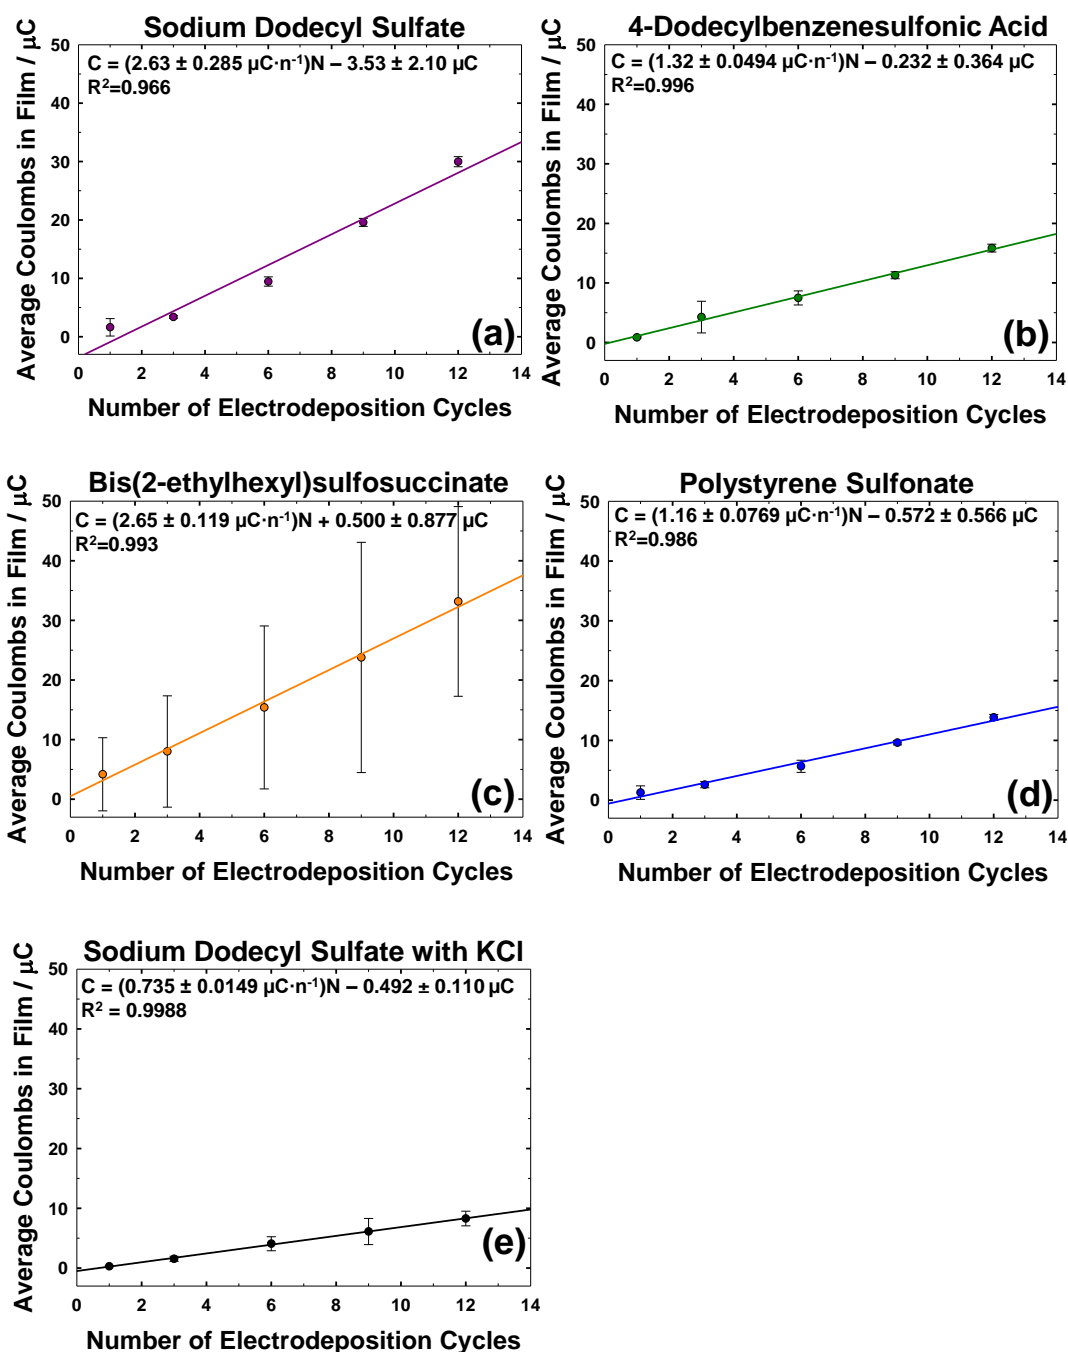 Sodium Dodecyl Sulfate
C = (2.63 ± 0.285 µC·n⁻¹)N – 3.53 ± 2.10 µC
R²=0.966
50
40
30
20
10
0
Average Coulombs in Film / µC
(a)
0 2 4 6 8 10 12 14
Number of Electrodeposition Cycles
4-Dodecylbenzenesulfonic Acid
C = (1.32 ± 0.0494 µC·n⁻¹)N – 0.232 ± 0.364 µC
R²=0.996
50
40
30
20
10
0
Average Coulombs in Film / µC
(b)
0 2 4 6 8 10 12 14
Number of Electrodeposition Cycles
Bis(2-ethylhexyl)sulfosuccinate
C = (2.65 ± 0.119 µC·n⁻¹)N + 0.500 ± 0.877 µC
R²=0.993
50
40
30
20
10
0
Average Coulombs in Film / µC
(c)
0 2 4 6 8 10 12 14
Number of Electrodeposition Cycles
Polystyrene Sulfonate
C = (1.16 ± 0.0769 µC·n⁻¹)N – 0.572 ± 0.566 µC
R²=0.986
50
40
30
20
10
0
Average Coulombs in Film / µC
(d)
0 2 4 6 8 10 12 14
Number of Electrodeposition Cycles
Sodium Dodecyl Sulfate with KCl
C = (0.735 ± 0.0149 µC·n⁻¹)N – 0.492 ± 0.110 µC
R² = 0.9988
50
40
30
20
10
0
Average Coulombs in Film / µC
(e)
0 2 4 6 8 10 12 14
Number of Electrodeposition Cycles